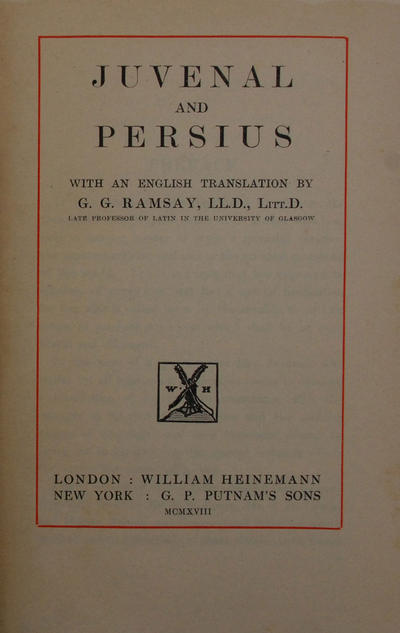 JUVENAL
AND
PERSIUS
WITH AN ENGLISH TRANSLATION BY
G. G. RAMSAY, LL.D., LITT.D.
LATE PROFESSOR OF LATIN IN THE UNIVERSITY OF GLASGOW
W H
LONDON : WILLIAM HEINEMANN
NEW YORK : G. P. PUTNAM'S SONS
MCMXVIII